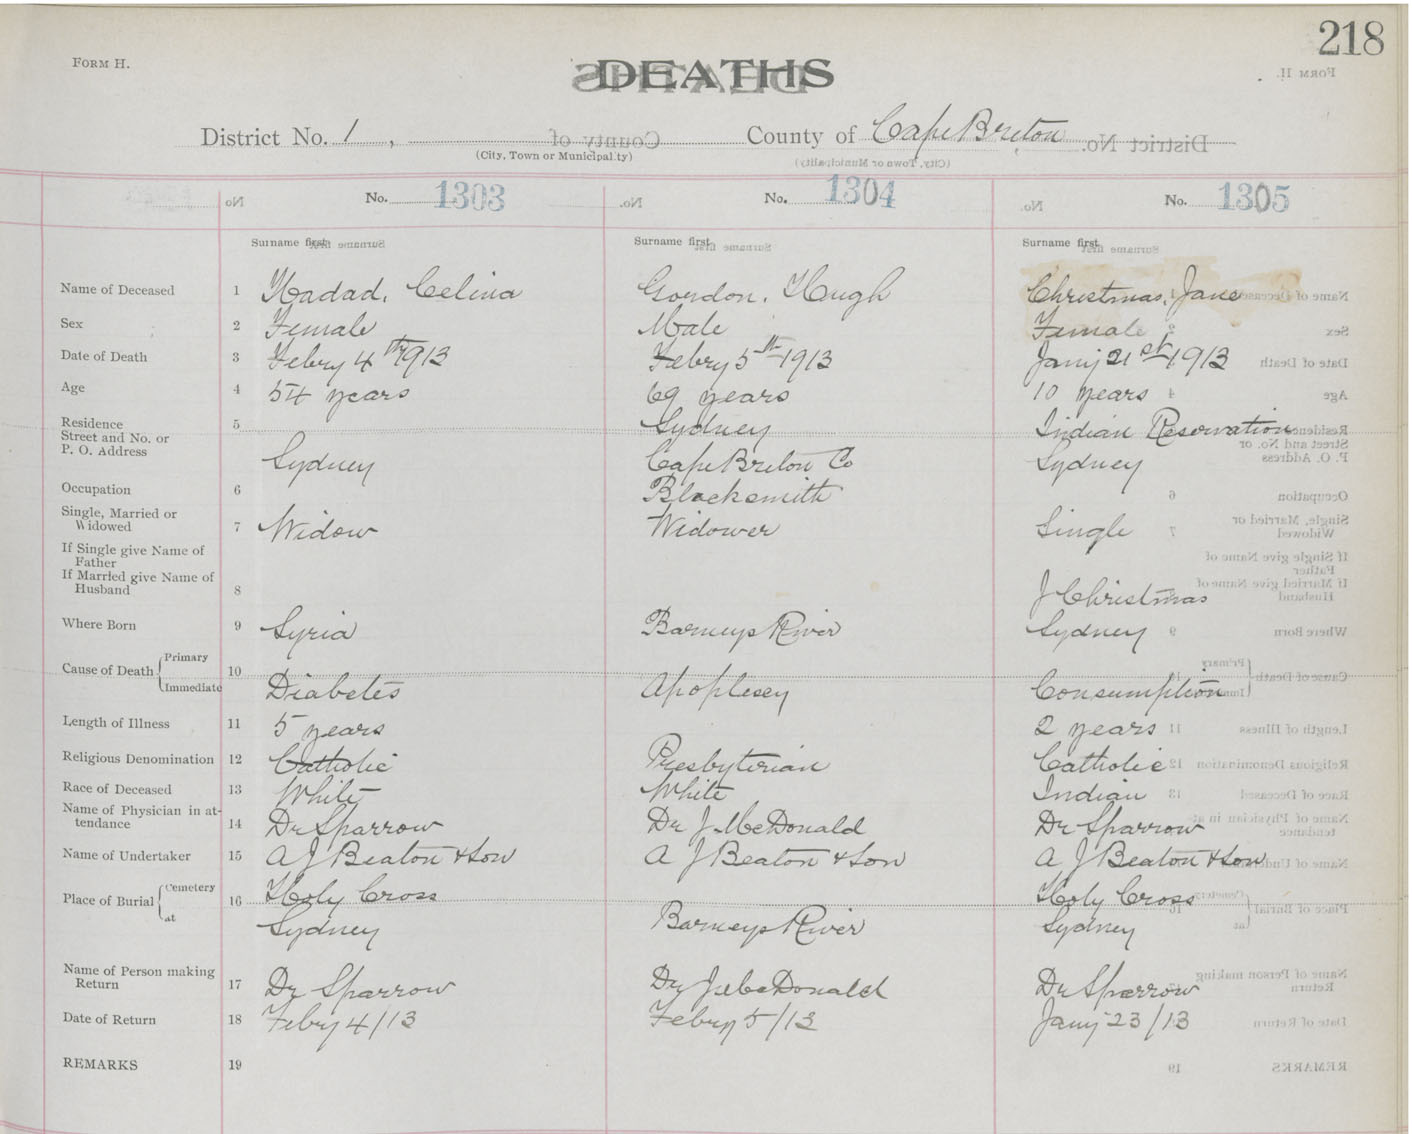 218
FORM H.
DEATHS
District No. 1, County of Cape Breton
(City, Town or Municipality)
No. 1303 No. 1304 No. 1305
Surname first Surname first Surname first
Name of Deceased 1 Hadad, Celina Gordon, Hugh Christmas, Jane
Sex 2 Female Male Female
Date of Death 3 Febry 4th 1913 Febry 5th 1913 Jany 21st 1913
Age 4 54 years 69 years 10 years
Residence 5 Sydney Indian Reservation
Street and No. or
P. O. Address Sydney Cape Breton Co Sydney
Occupation 6 Blacksmith
Single, Married or
Widowed 7 Widow Widower Single
If Single give Name of
Father
If Married give Name of
Husband 8 J Christmas
Where Born 9 Syria Barneys River Sydney
Cause of Death Primary 10
Immediate Diabetes Apoplexey Consumption
Length of Illness 11 5 years 2 years
Religious Denomination 12 Catholic Presbyterian Catholic
Race of Deceased 13 White White Indian
Name of Physician in at-
tendance 14 Dr Sparrow Dr J. McDonald Dr Sparrow
Name of Undertaker 15 A J Beaton & Son A J Beaton & Son A J Beaton & Son
Place of Burial Cemetery 16 Holy Cross Holy Cross
at Sydney Barneys River Sydney
Name of Person making
Return 17 Dr Sparrow Dr J McDonald Dr Sparrow
Date of Return 18 Febry 4/13 Febry 5/13 Jany 23/13
REMARKS 19